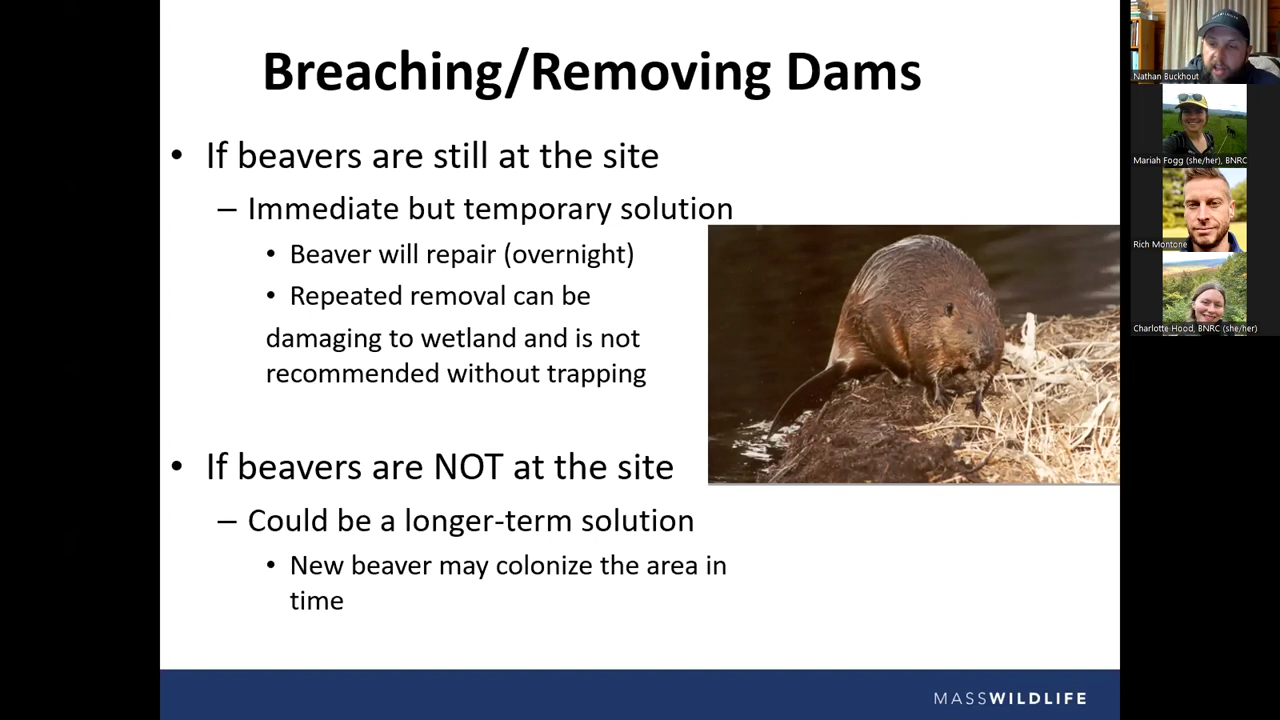 Breaching/Removing Dams
• If beavers are still at the site
– Immediate but temporary solution
• Beaver will repair (overnight)
• Repeated removal can be
damaging to wetland and is not
recommended without trapping
• If beavers are NOT at the site
– Could be a longer-term solution
• New beaver may colonize the area in
time
MASSWILDLIFE
Nathan Buckhout
Mariah Fogg (she/her), BNRC
Rich Montone
Charlotte Hood, BNRC (she/her)